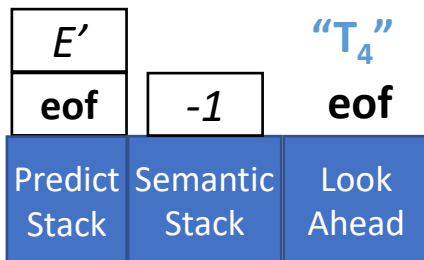 E’
“T₄”
eof
-1
eof
Predict Stack
Semantic Stack
Look Ahead